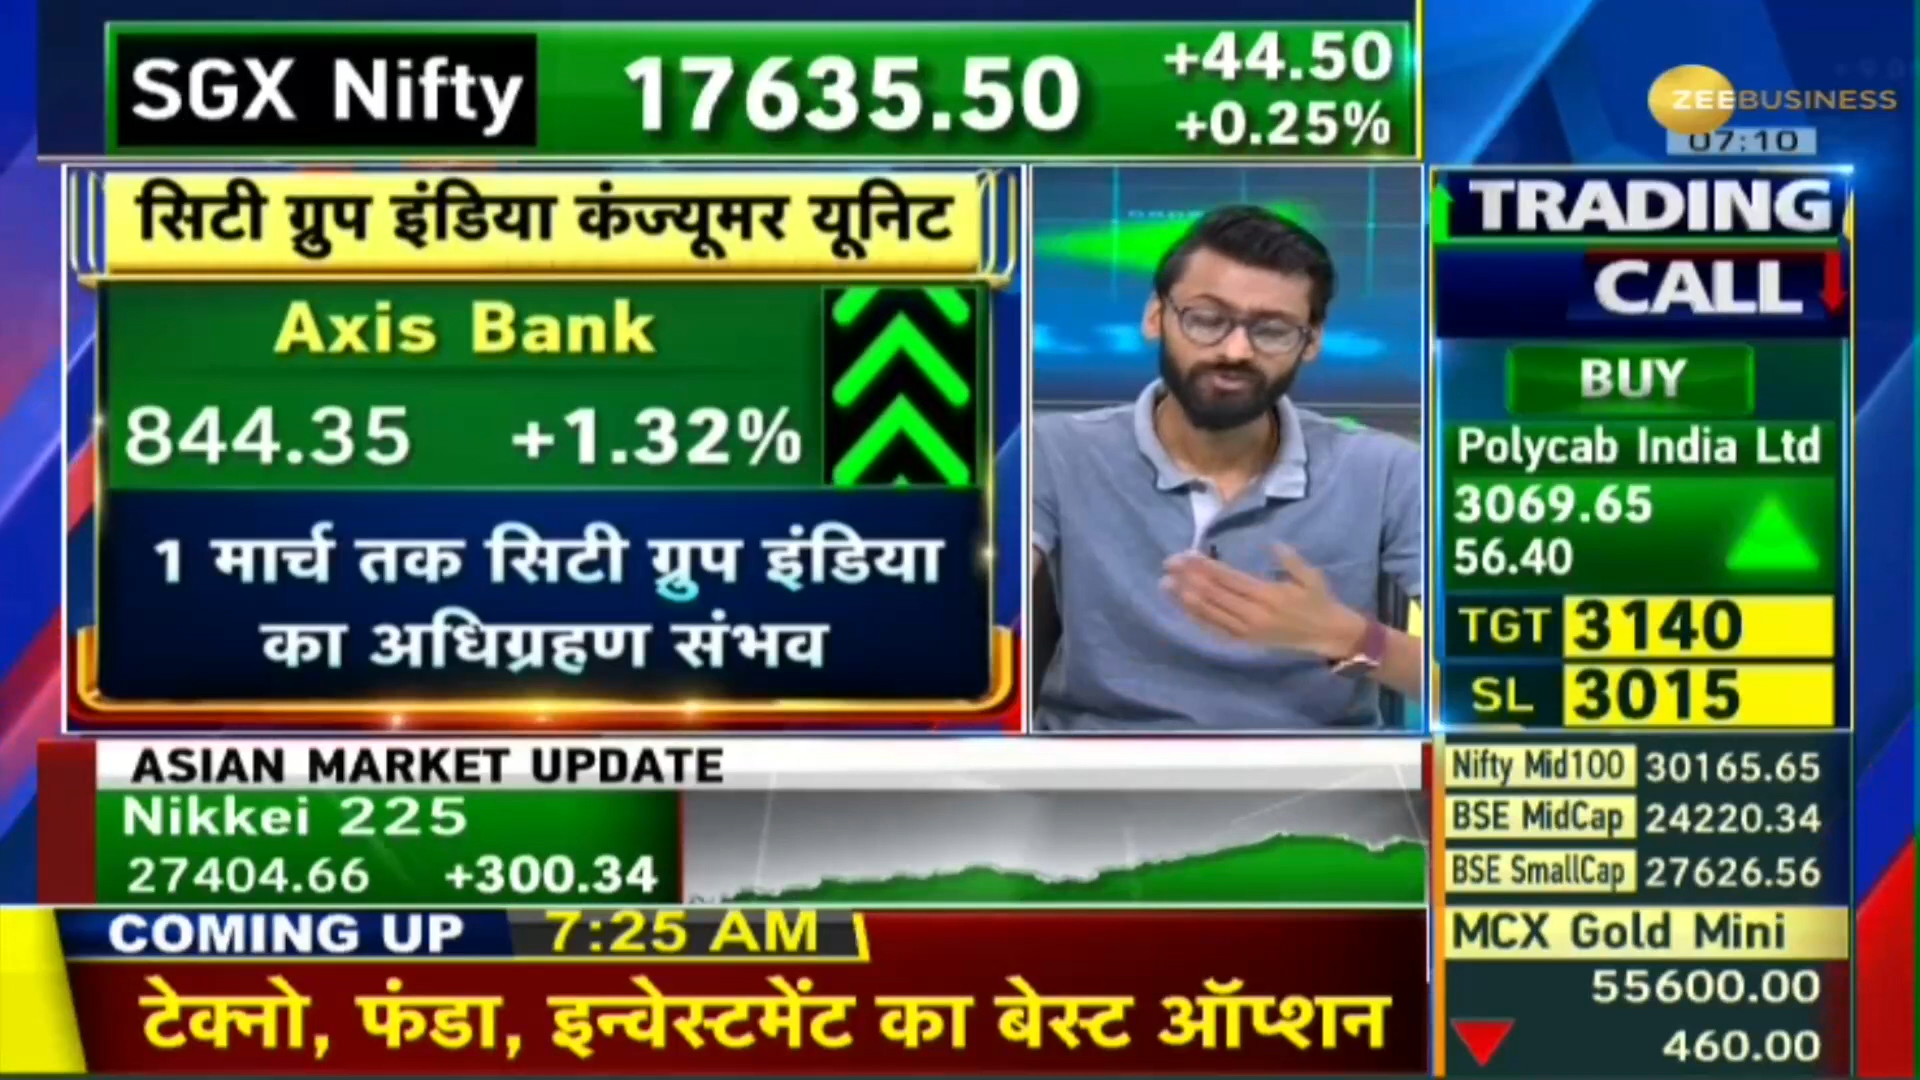 SGX Nifty 17635.50 +44.50
+0.25%
ZEEBUSINESS
07:10
सिटी ग्रुप इंडिया कंज्यूमर यूनिट
Axis Bank
844.35 +1.32%
1 मार्च तक सिटी ग्रुप इंडिया
का अधिग्रहण संभव
TRADING
CALL
BUY
Polycab India Ltd
3069.65
56.40
TGT 3140
SL 3015
ASIAN MARKET UPDATE
Nikkei 225
27404.66 +300.34
Nifty Mid100 30165.65
BSE MidCap 24220.34
BSE SmallCap 27626.56
MCX Gold Mini
55600.00
460.00
COMING UP 7:25 AM
टेक्नो, फंडा, इन्वेस्टमेंट का बेस्ट ऑप्शन